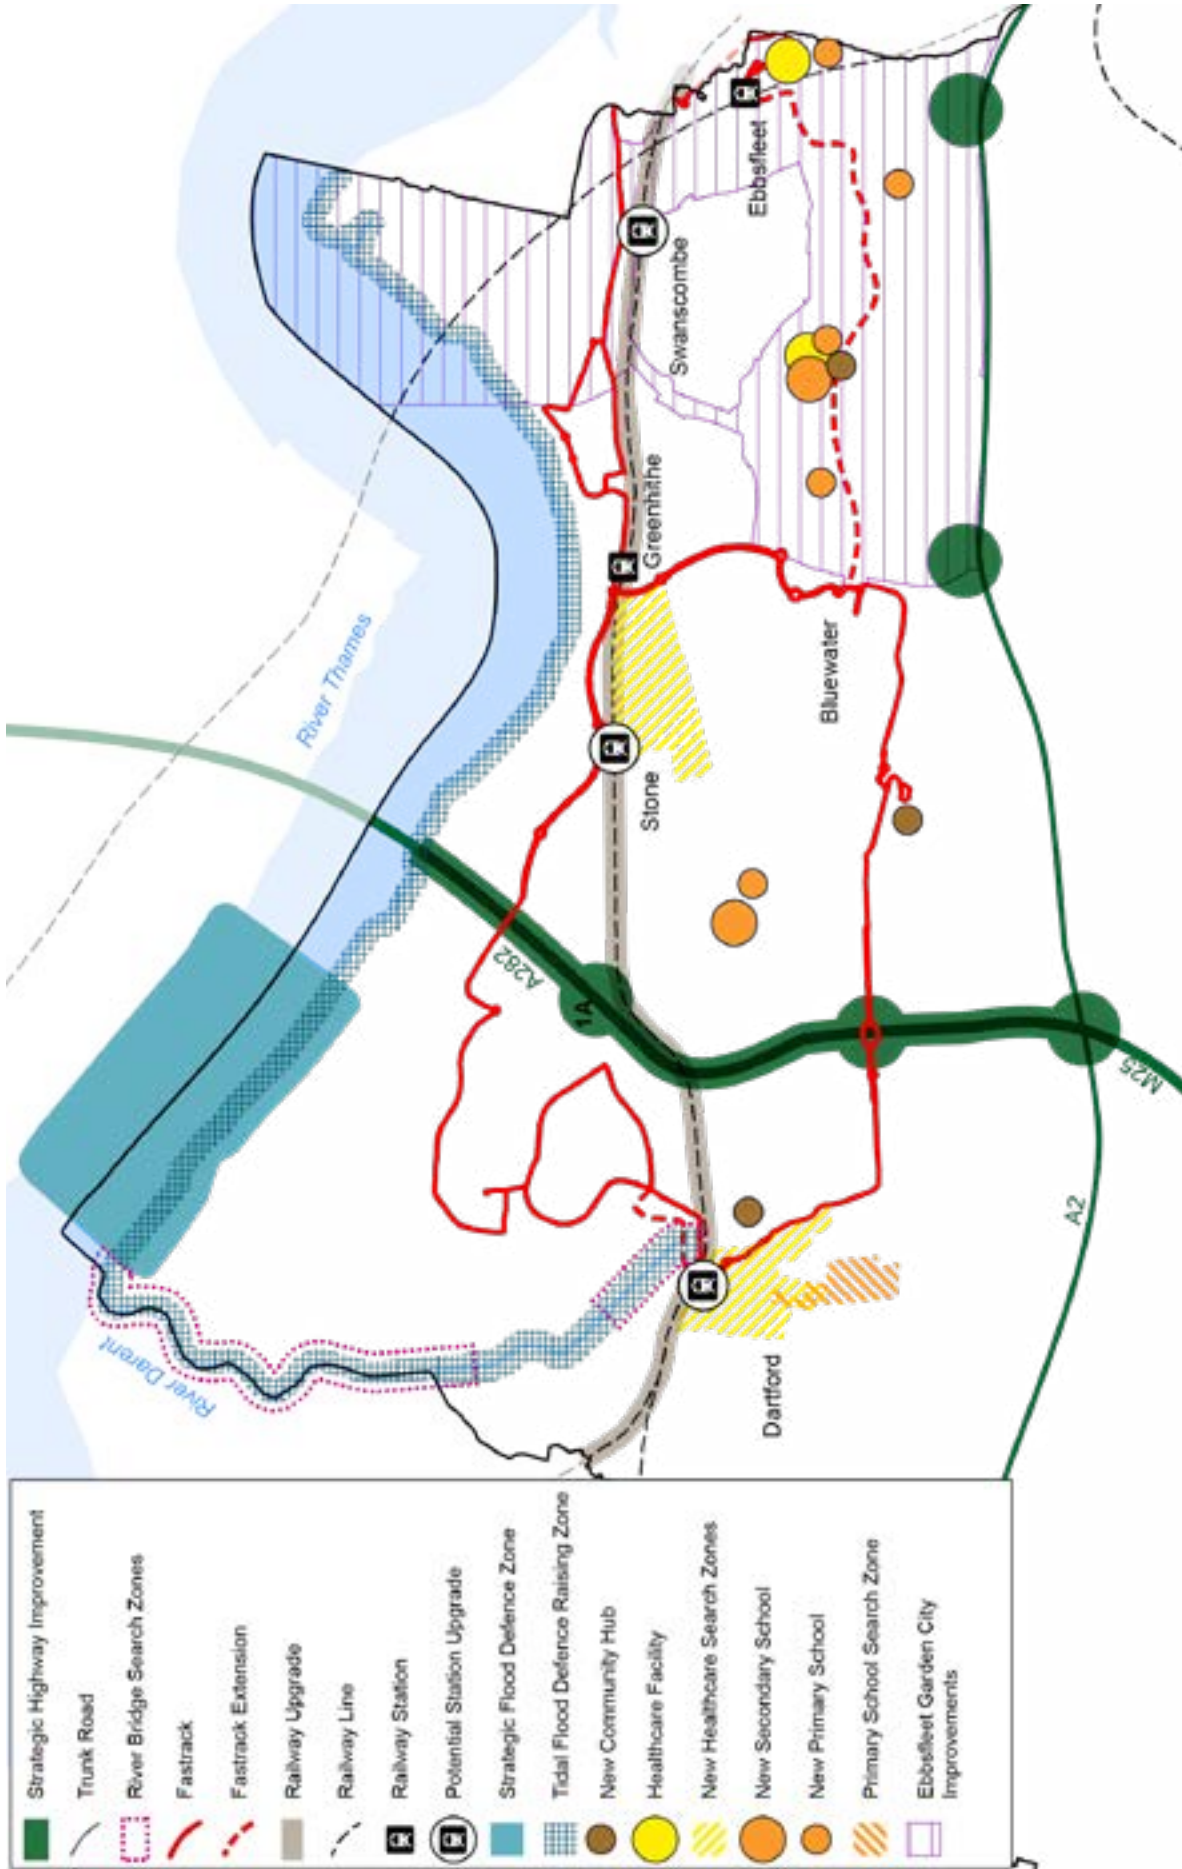 Strategic Highway Improvement
Trunk Road
River Bridge Search Zones
Fastrack
Fastrack Extension
Railway Upgrade
Railway Line
Railway Station
Potential Station Upgrade
Strategic Flood Defence Zone
Tidal Flood Defence Raising Zone
New Community Hub
Healthcare Facility
New Healthcare Search Zones
New Secondary School
New Primary School
Primary School Search Zone
Ebbsfleet Garden City
Improvements
River Darent
River Thames
A282
1A
Dartford
Stone
Greenhithe
Swanscombe
Ebbsfleet
Bluewater
A2
M25